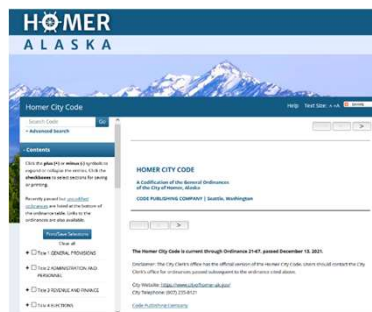 HOMER
ALASKA
Homer City Code
Help Text Size: A A A
Search Code
Go
+ Advanced Search
- Contents
Click the plus (+) or minus (-) symbols to
expand or collapse the entries. Click the
checkboxes to select sections for saving
or printing.
Recently passed but uncodified
ordinances are listed at the bottom of
the ordinance table. Links to the
ordinances are also available.
Print/Save Selections
Clear all
+ Title 1 GENERAL PROVISIONS
+ Title 2 ADMINISTRATION AND
PERSONNEL
+ Title 3 REVENUE AND FINANCE
+ Title 4 ELECTIONS
>
HOMER CITY CODE
A Codification of the General Ordinances
of the City of Homer, Alaska
CODE PUBLISHING COMPANY | Seattle, Washington
>
The Homer City Code is current through Ordinance 21-67, passed December 13, 2021.
Disclaimer: The City Clerk's office has the official version of the Homer City Code. Users should contact the City
Clerk's office for ordinances passed subsequent to the ordinance cited above.
City Website: https://www.cityofhomer-ak.gov/
City Telephone: (907) 235-8121
Code Publishing Company